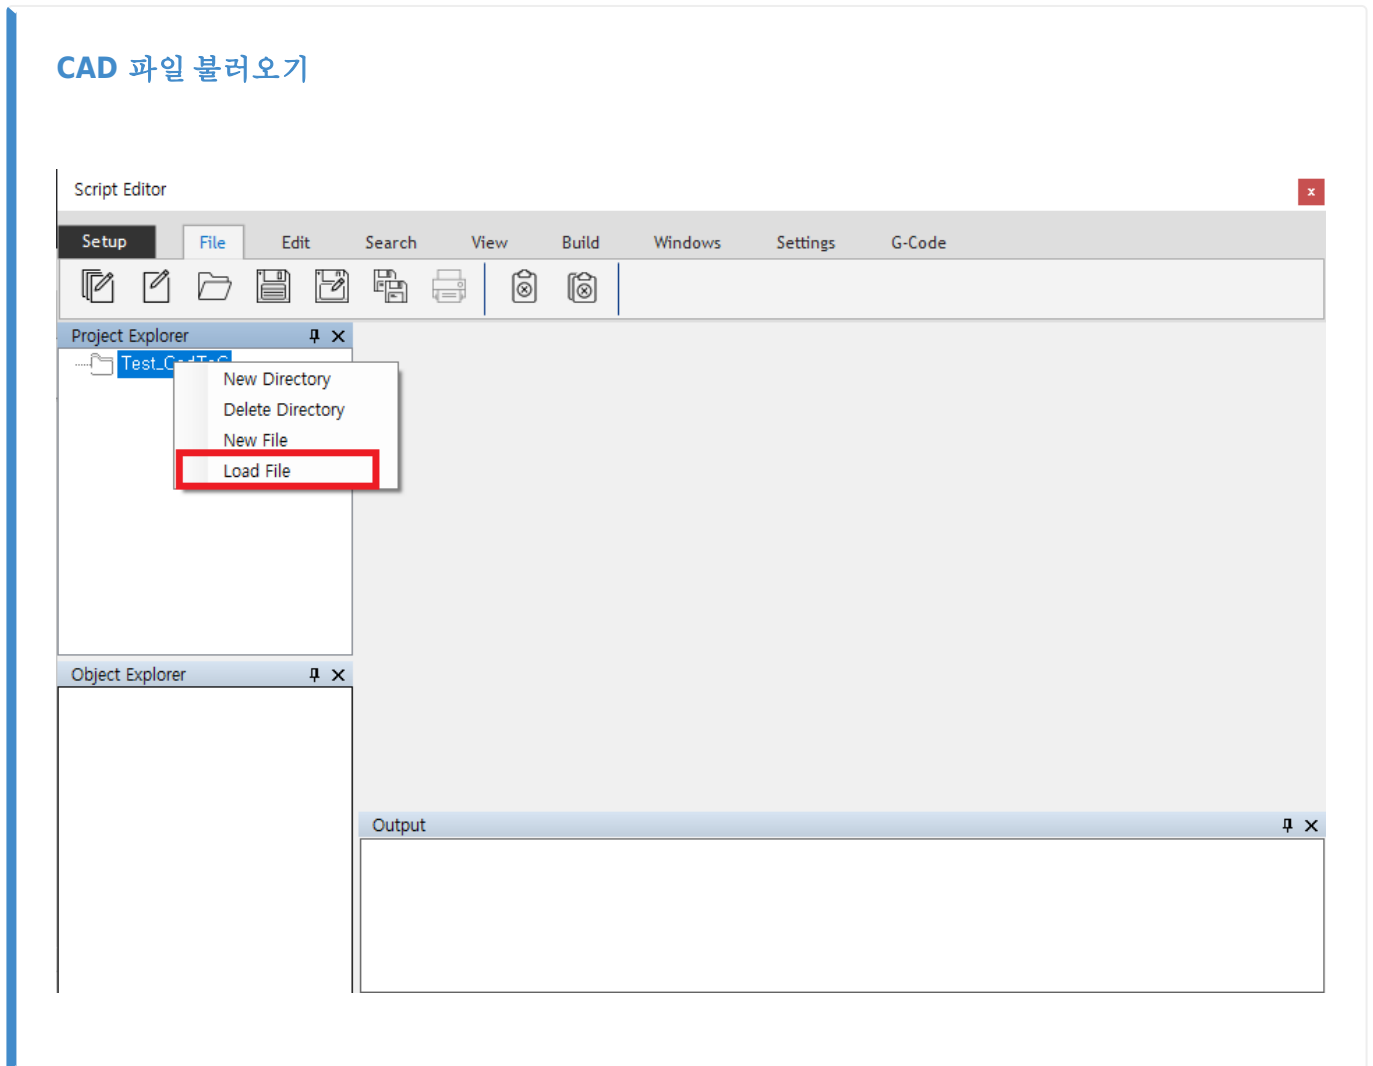 CAD 파일 불러오기
Script Editor
Setup File Edit Search View Build Windows Settings G-Code
Project Explorer
New Directory
Delete Directory
New File
Load File
Object Explorer
Output